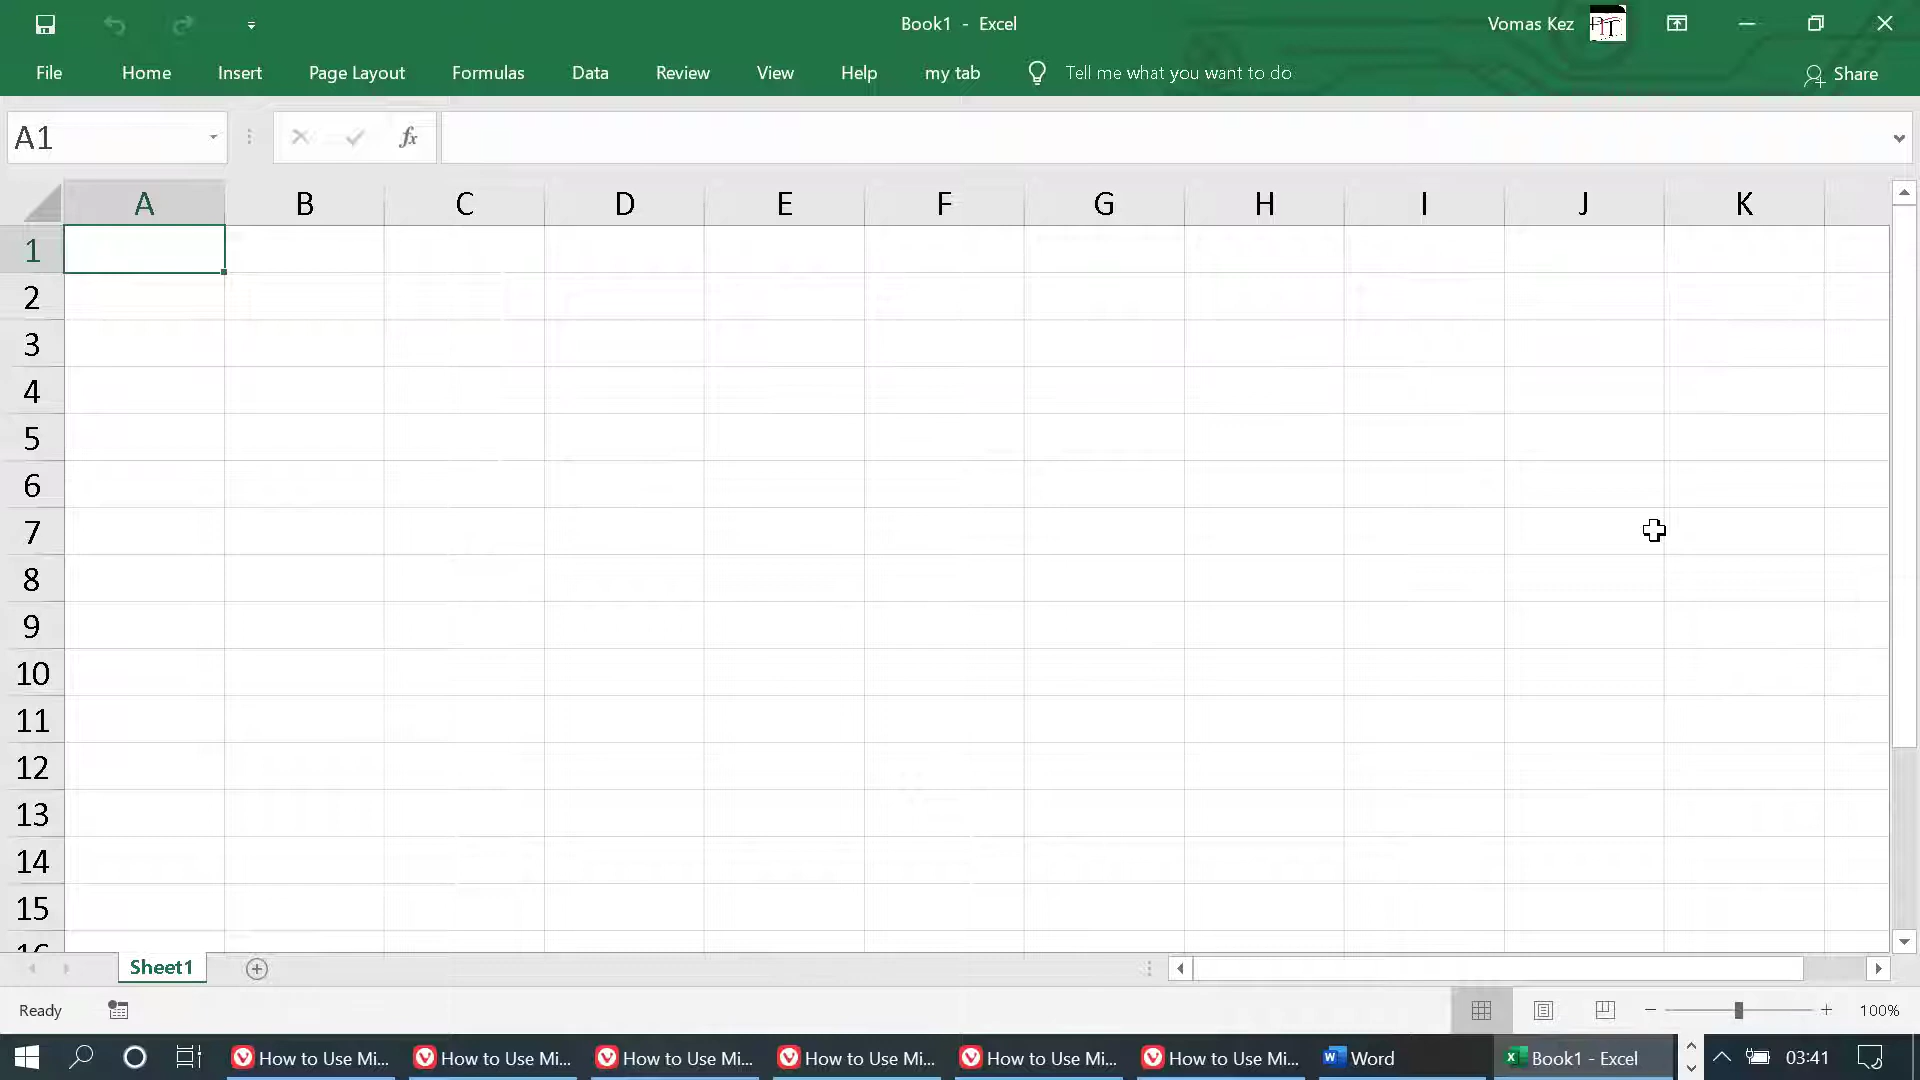 Book1 - Excel
Vomas Kez
File Home Insert Page Layout Formulas Data Review View Help my tab Tell me what you want to do Share
A1 fx
A B C D E F G H I J K
1
2
3
4
5
6
7
8
9
10
11
12
13
14
15
16
Sheet1
Ready 100%
How to Use Mi... How to Use Mi... How to Use Mi... How to Use Mi... How to Use Mi... How to Use Mi... Word Book1 - Excel 03:41